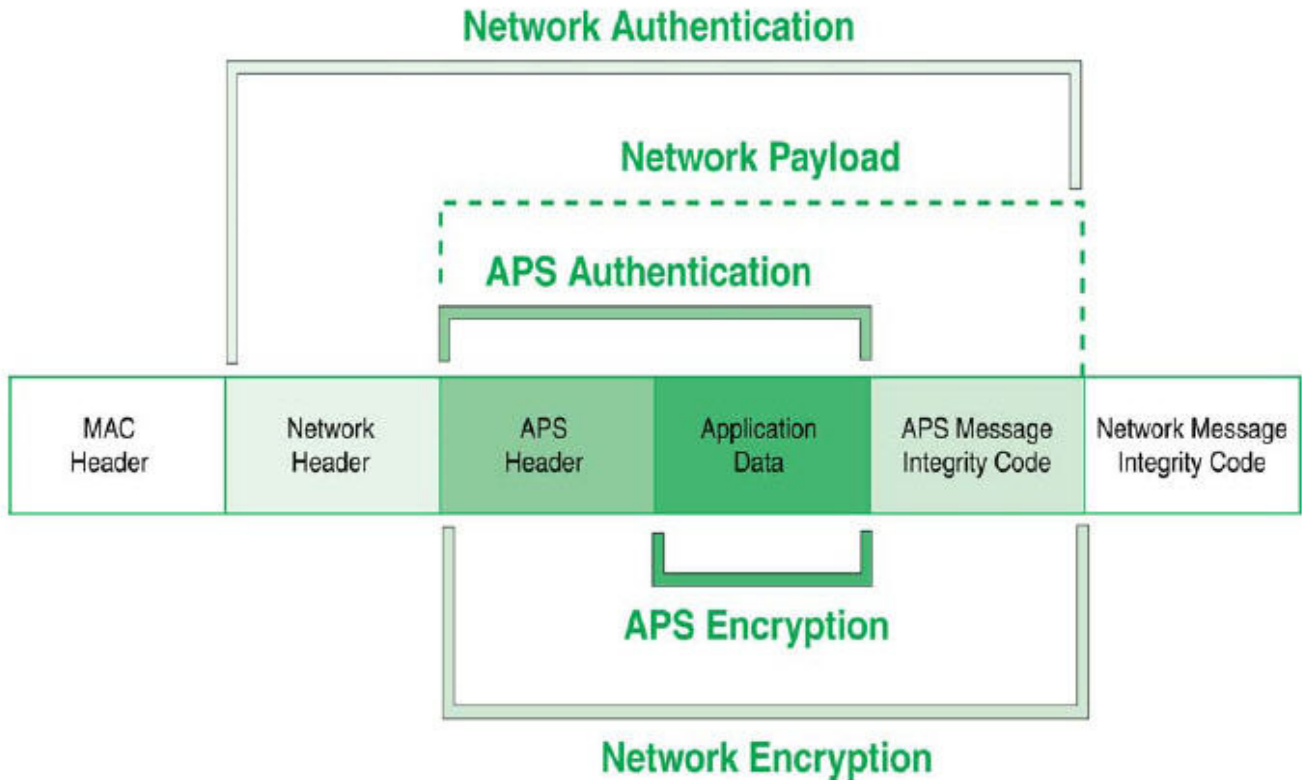 Network Authentication
Network Payload
APS Authentication
MAC
Header
Network
Header
APS
Header
Application
Data
APS Message
Integrity Code
Network Message
Integrity Code
APS Encryption
Network Encryption